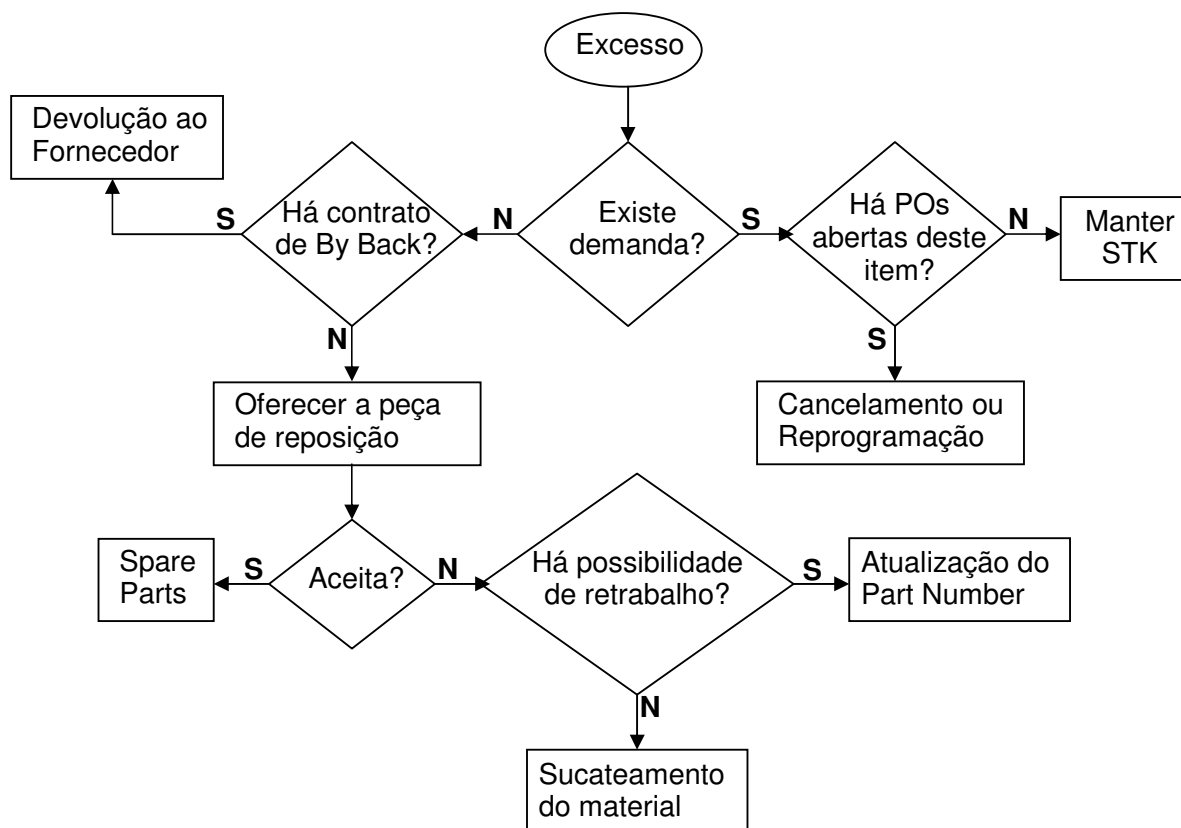 Excesso
Devolução ao
Fornecedor
S
Há contrato
de By Back?
N
Existe
demanda?
S
Há POs
abertas deste
item?
N
Manter
STK
N
S
Oferecer a peça
de reposição
Cancelamento ou
Reprogramação
Spare
Parts
S
Aceita?
N
Há possibilidade
de retrabalho?
S
Atualização do
Part Number
N
Sucateamento
do material